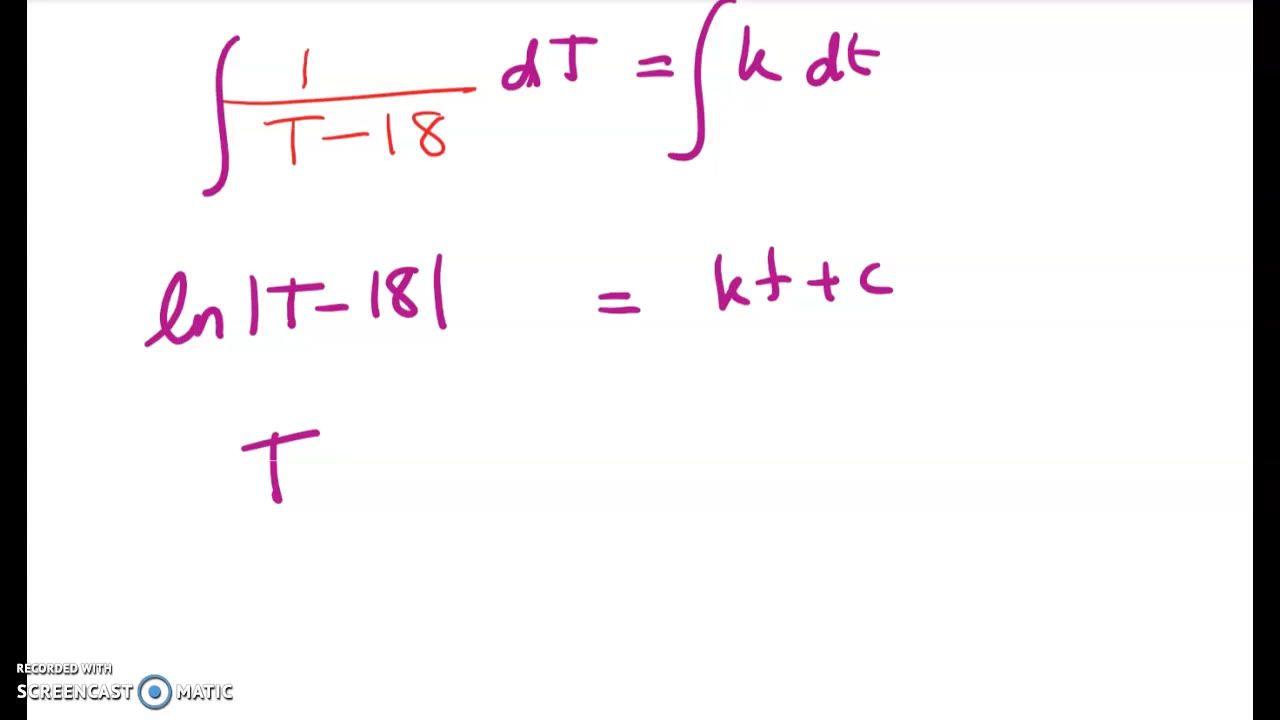 ∫ 1/(T-18) dT = ∫ k dt
ln |T-18| = kt + c
T
RECORDED WITH
SCREENCAST MATIC